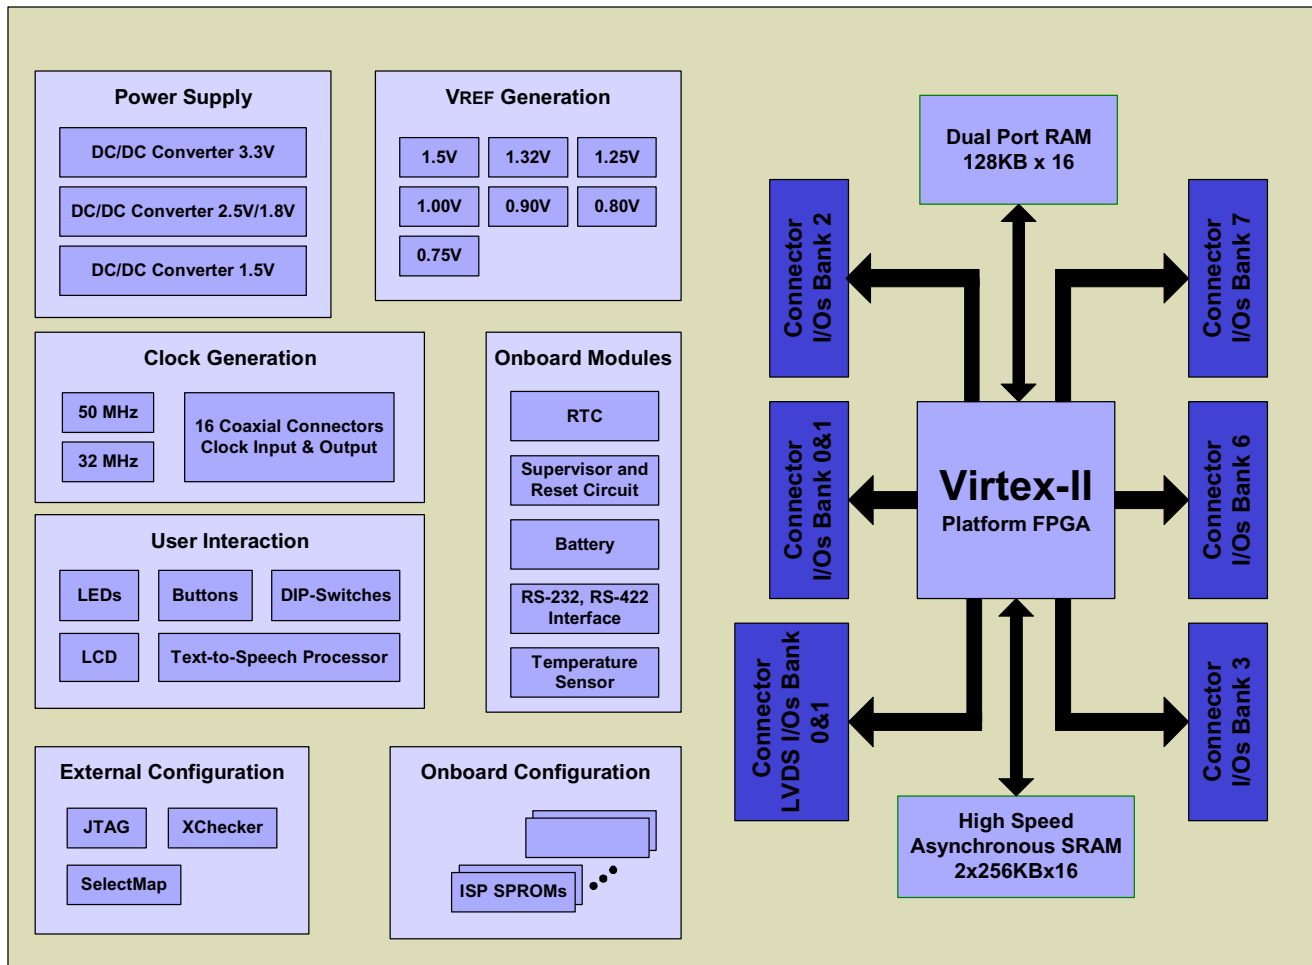 Power Supply
DC/DC Converter 3.3V
DC/DC Converter 2.5V/1.8V
DC/DC Converter 1.5V
VREF Generation
1.5V
1.32V
1.25V
1.00V
0.90V
0.80V
0.75V
Clock Generation
50 MHz
32 MHz
16 Coaxial Connectors
Clock Input & Output
Onboard Modules
RTC
Supervisor and
Reset Circuit
Battery
RS-232, RS-422
Interface
Temperature
Sensor
User Interaction
LEDs
Buttons
DIP-Switches
LCD
Text-to-Speech Processor
External Configuration
JTAG
XChecker
SelectMap
Onboard Configuration
ISP SPROMs
Dual Port RAM
128KB x 16
Connector
I/Os Bank 2
Connector
I/Os Bank 7
Connector
I/Os Bank 0&1
Virtex-II
Platform FPGA
Connector
I/Os Bank 6
Connector
LVDS I/Os Bank
0&1
Connector
I/Os Bank 3
High Speed
Asynchronous SRAM
2x256KBx16